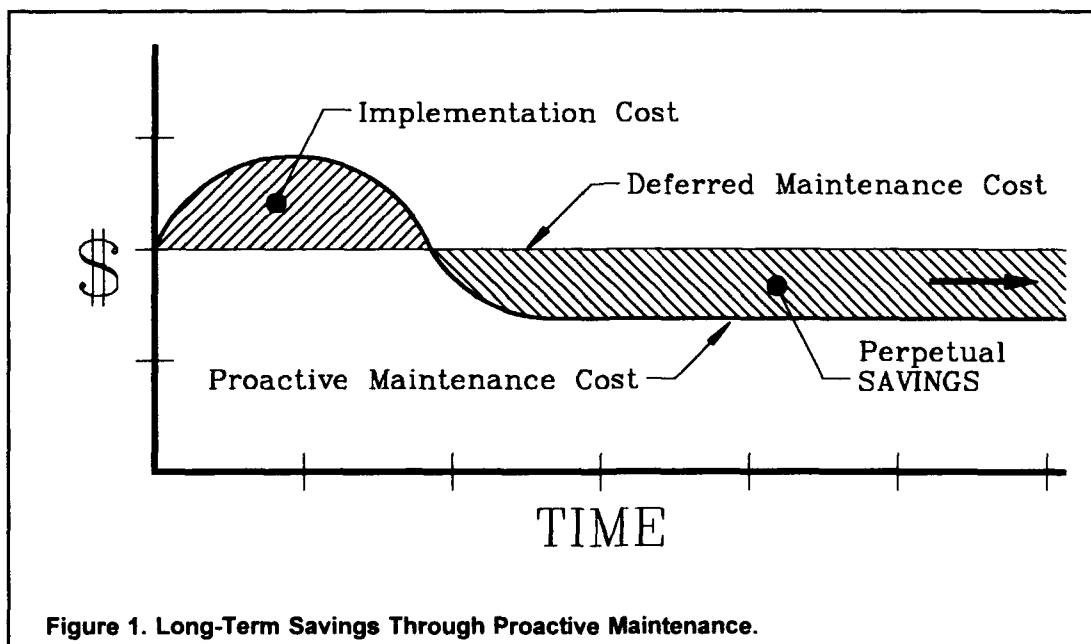 Implementation Cost
Deferred Maintenance Cost
$
Proactive Maintenance Cost
Perpetual
SAVINGS
TIME
Figure 1. Long-Term Savings Through Proactive Maintenance.